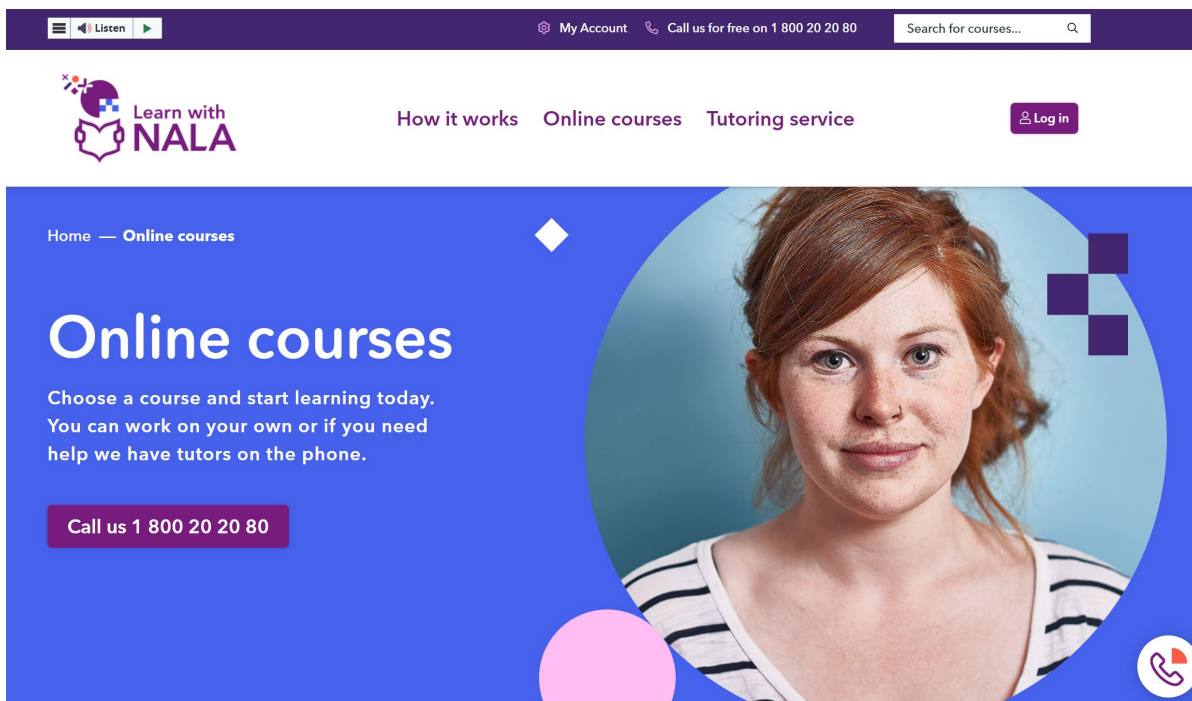 Listen
My Account
Call us for free on 1 800 20 20 80
Search for courses...
Learn with
NALA
How it works
Online courses
Tutoring service
Log in
Home — Online courses
Online courses
Choose a course and start learning today.
You can work on your own or if you need
help we have tutors on the phone.
Call us 1 800 20 20 80